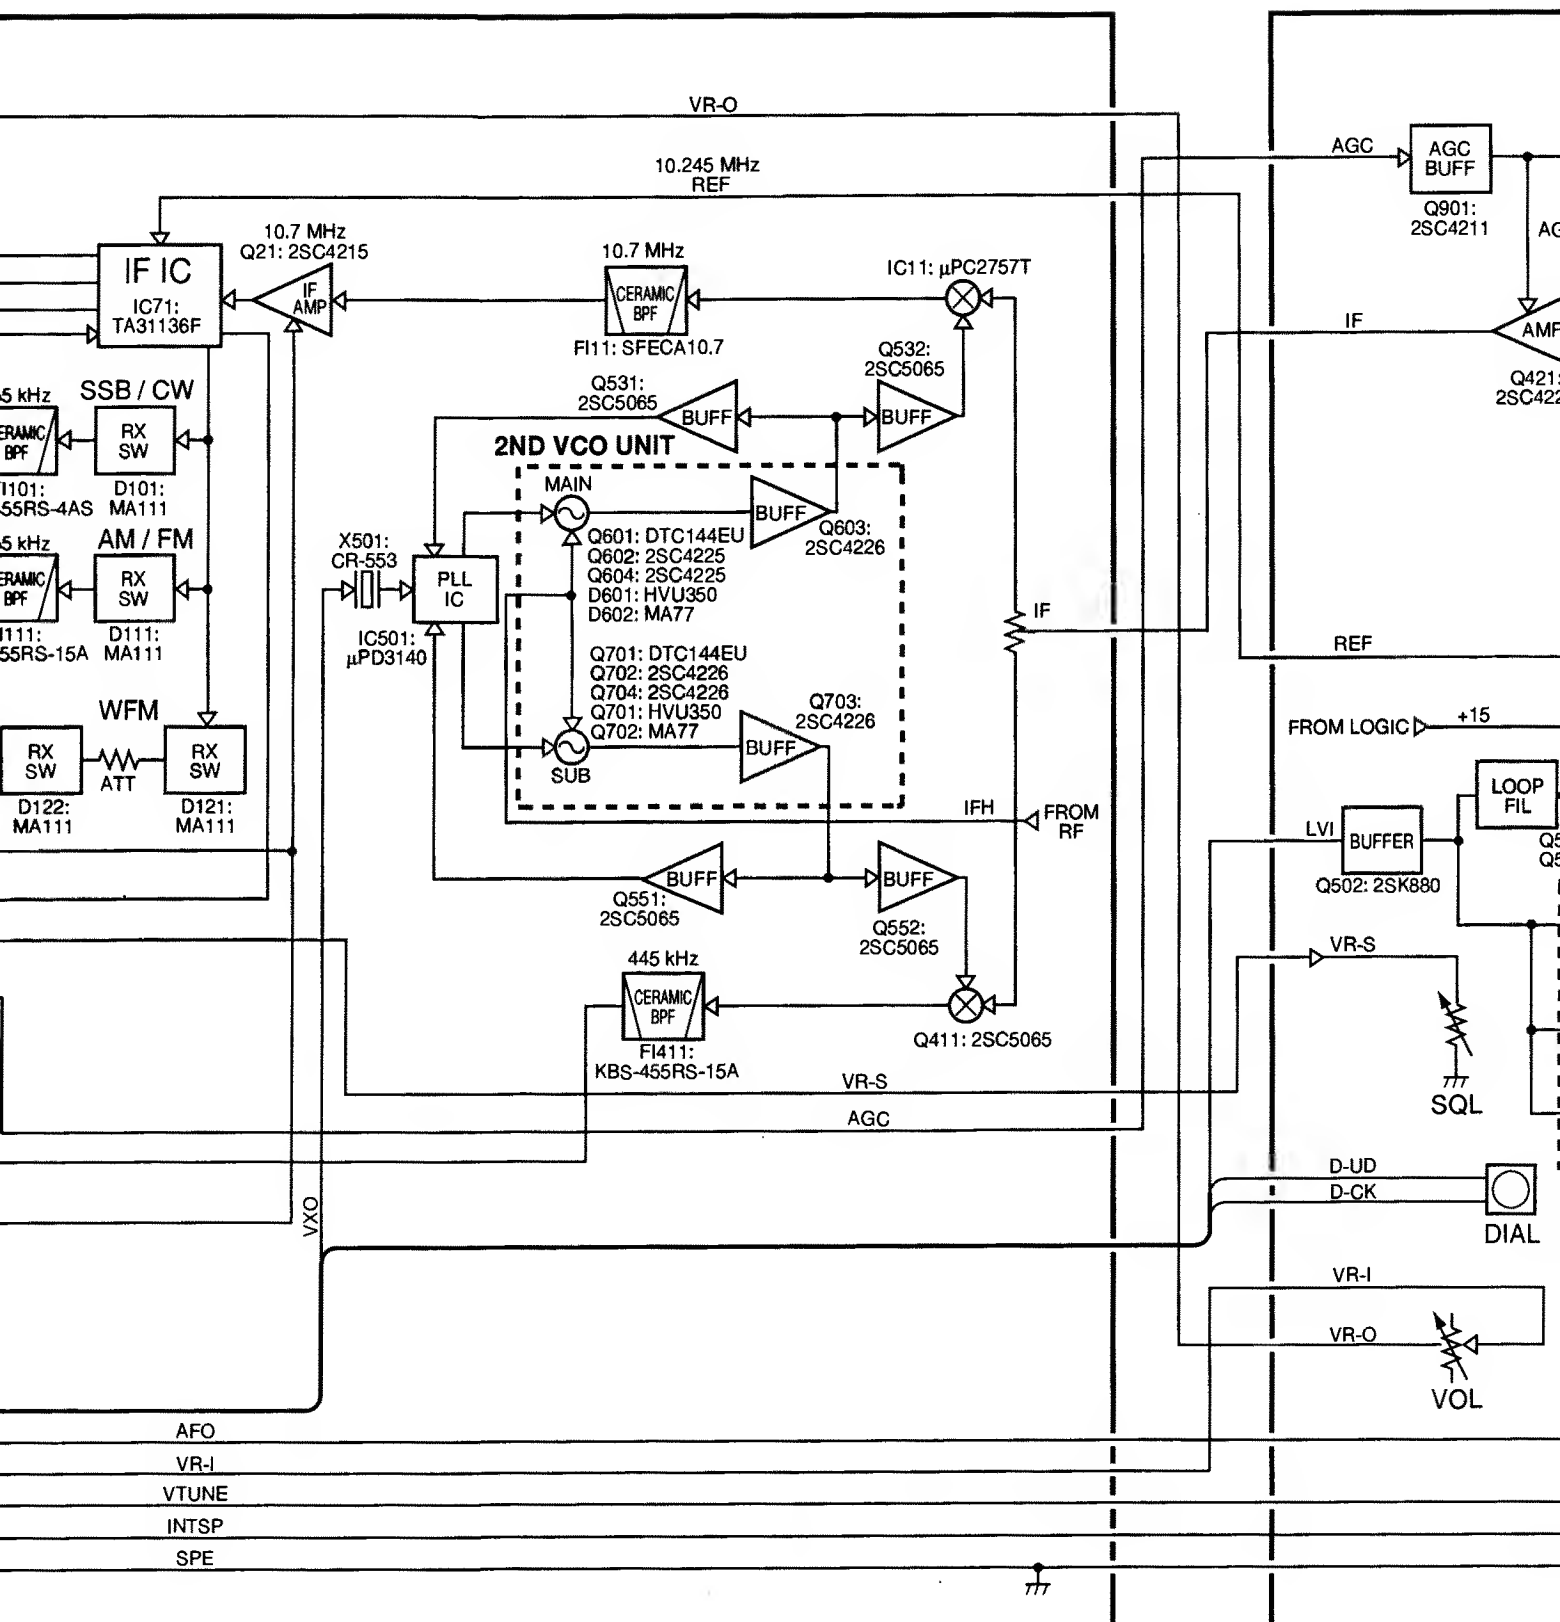 VR-O
10.245 MHz
REF
AGC
AGC
BUFF
Q901:
2SC4211
10.7 MHz
Q21: 2SC4215
IF IC
IC71:
TA31136F
IF
AMP
10.7 MHz
CERAMIC
BPF
FI11: SFECA10.7
IC11: µPC2757T
IF
AMP
Q421:
Q532:
2SC5065
Q531:
2SC5065
BUFF
BUFF
SSB / CW
RX
SW
BPF
D101:
MA111
55RS-4AS
2ND VCO UNIT
MAIN
BUFF
Q603:
2SC4226
Q601: DTC144EU
Q602: 2SC4225
Q604: 2SC4225
D601: HVU350
D602: MA77
X501:
CR-553
PLL
IC
IC501:
µPD3140
AM / FM
RX
SW
BPF
D111:
MA111
55RS-15A
IF
REF
Q701: DTC144EU
Q702: 2SC4226
Q704: 2SC4226
Q701: HVU350
Q702: MA77
Q703:
2SC4226
BUFF
SUB
WFM
RX
SW
ATT
RX
SW
D122:
MA111
D121:
MA111
FROM LOGIC
+15
LOOP
FIL
IFH
FROM
RF
LVI
BUFFER
Q502: 2SK880
BUFF
BUFF
Q551:
2SC5065
Q552:
2SC5065
445 kHz
CERAMIC
BPF
FI411:
KBS-455RS-15A
Q411: 2SC5065
VR-S
SQL
VR-S
AGC
VXO
D-UD
D-CK
DIAL
VR-I
VR-O
VOL
AFO
VR-I
VTUNE
INTSP
SPE